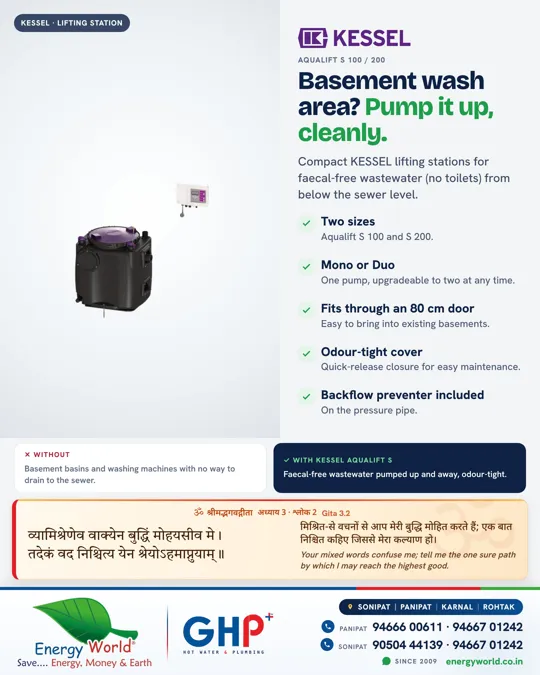 KESSEL · LIFTING STATION
KESSEL
AQUALIFT S 100 / 200
Basement wash
area? Pump it up,
cleanly.
Compact KESSEL lifting stations for
faecal-free wastewater (no toilets) from
below the sewer level.
✓ Two sizes
Aqualift S 100 and S 200.
✓ Mono or Duo
One pump, upgradeable to two at any time.
✓ Fits through an 80 cm door
Easy to bring into existing basements.
✓ Odour-tight cover
Quick-release closure for easy maintenance.
✓ Backflow preventer included
On the pressure pipe.
✕ WITHOUT
Basement basins and washing machines with no way to
drain to the sewer.
✓ WITH KESSEL AQUALIFT S
Faecal-free wastewater pumped up and away, odour-tight.
ॐ श्रीमद्भगवद्गीता अध्याय 3 · श्लोक 2 Gita 3.2
व्यामिश्रेणेव वाक्येन बुद्धिं मोहयसीव मे ।
तदेकं वद निश्चित्य येन श्रेयोऽहमाप्नुयाम् ॥
मिश्रित-से वचनों से आप मेरी बुद्धि मोहित करते हैं; एक बात
निश्चित कहिए जिससे मेरा कल्याण हो।
Your mixed words confuse me; tell me the one sure path
by which I may reach the highest good.
Energy World®
Save.... Energy, Money & Earth
GHP+
HOT WATER & PLUMBING
SONIPAT | PANIPAT | KARNAL | ROHTAK
PANIPAT 94666 00611 · 94667 01242
SONIPAT 90504 44139 · 94667 01242
SINCE 2009 energyworld.co.in